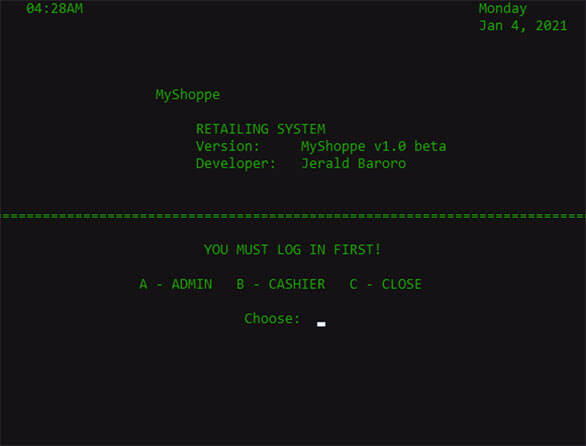 04:28AM Monday
Jan 4, 2021
MyShoppe
RETAILING SYSTEM
Version: MyShoppe v1.0 beta
Developer: Jerald Baroro
================================================================================
YOU MUST LOG IN FIRST!
A - ADMIN B - CASHIER C - CLOSE
Choose: